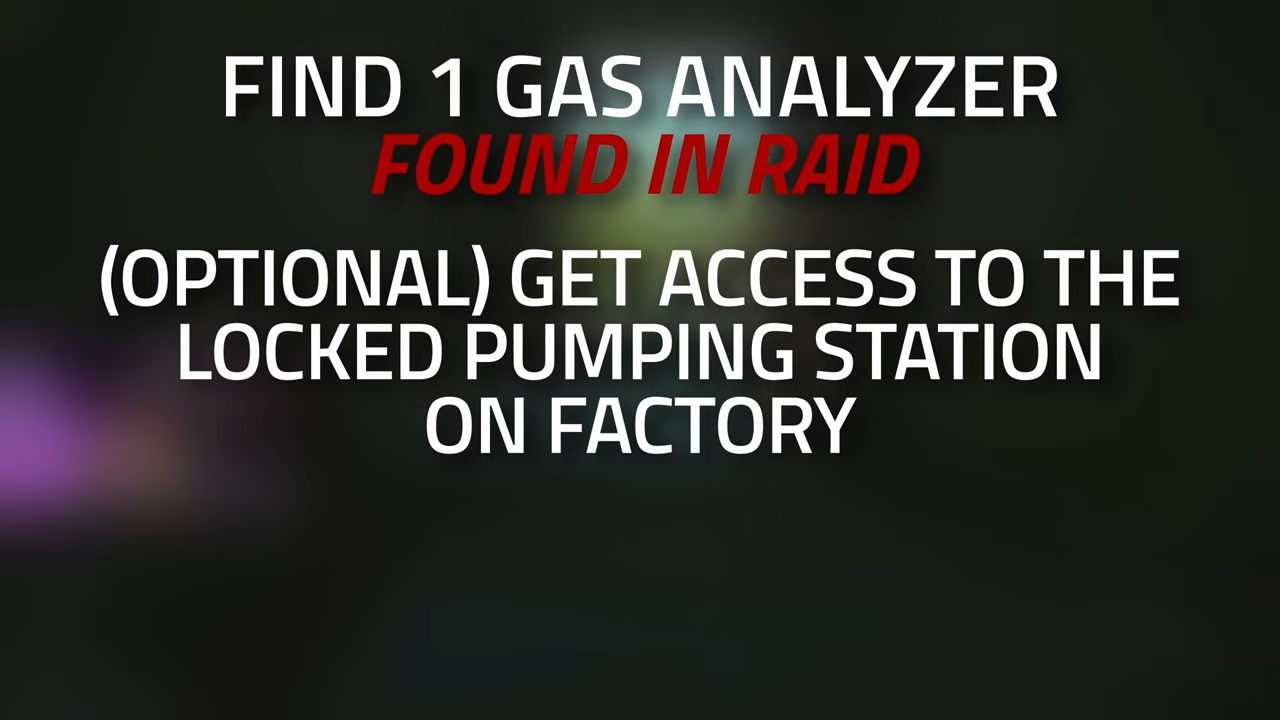 FIND 1 GAS ANALYZER
FOUND IN RAID
(OPTIONAL) GET ACCESS TO THE
LOCKED PUMPING STATION
ON FACTORY